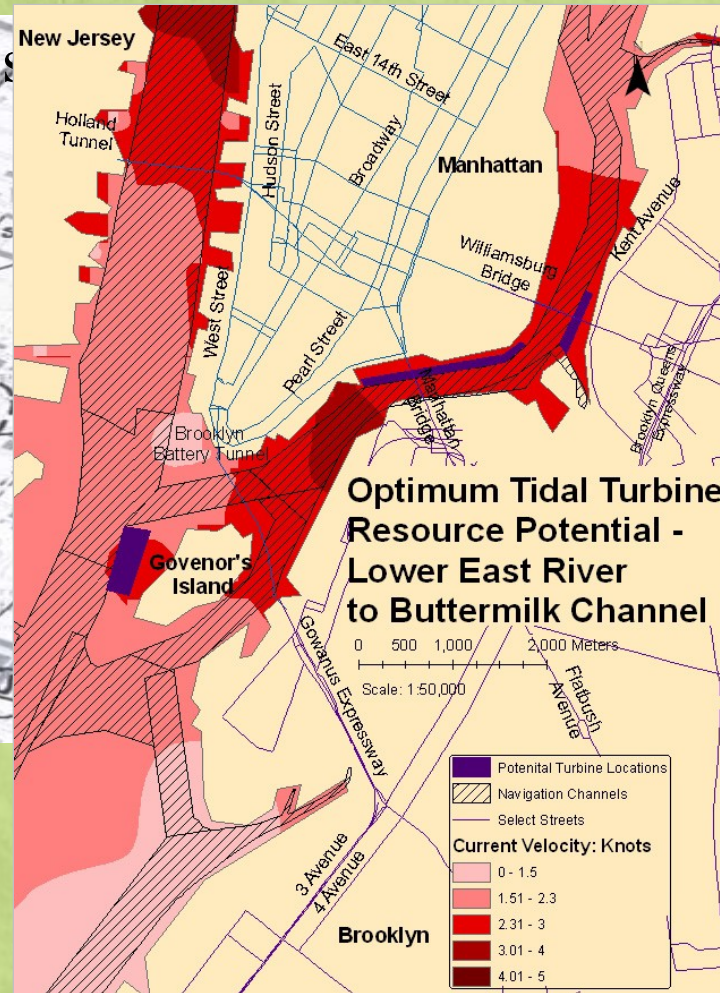 New Jersey
S
Holland
Tunnel
Hudson Street
East 14th Street
Broadway
Manhattan
Kent Avenue
Williamsburg
Bridge
West Street
Pearl Street
Manhattan
Bridge
Brooklyn Queens
Expressway
Brooklyn
Battery Tunnel
Govenor's
Island
Optimum Tidal Turbine
Resource Potential -
Lower East River
to Buttermilk Channel
0 500 1,000 2,000 Meters
Scale: 1:50,000
Gowanus Expressway
Flatbush
Avenue
3 Avenue
4 Avenue
Brooklyn
Potenital Turbine Locations
Navigation Channels
Select Streets
Current Velocity: Knots
0 - 1.5
1.51 - 2.3
2.31 - 3
3.01 - 4
4.01 - 5